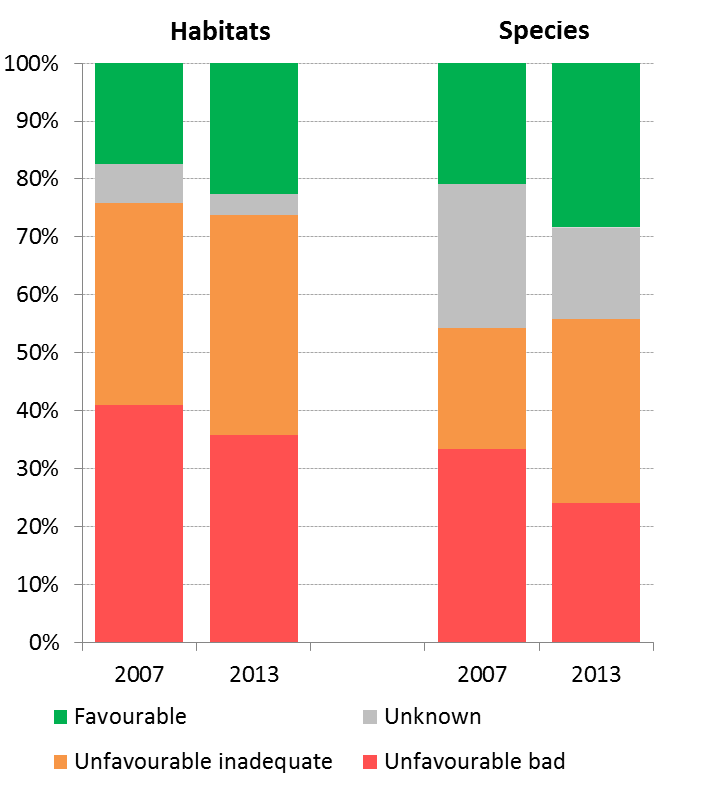 Habitats Species
100%
90%
80%
70%
60%
50%
40%
30%
20%
10%
0%
2007 2013 2007 2013
Favourable Unknown
Unfavourable inadequate Unfavourable bad